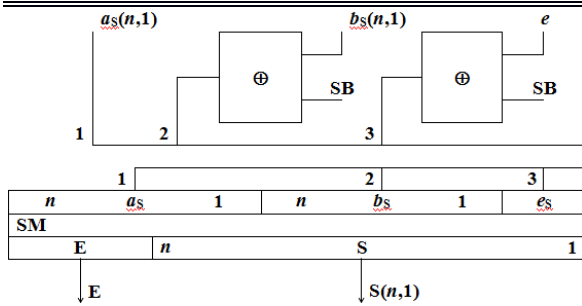 aS(n,1) bS(n,1) e
⊕ ⊕
SB SB
1 2 3
1 2 3
n aS 1 n bS 1 eS
SM
E n S 1
E S(n,1)